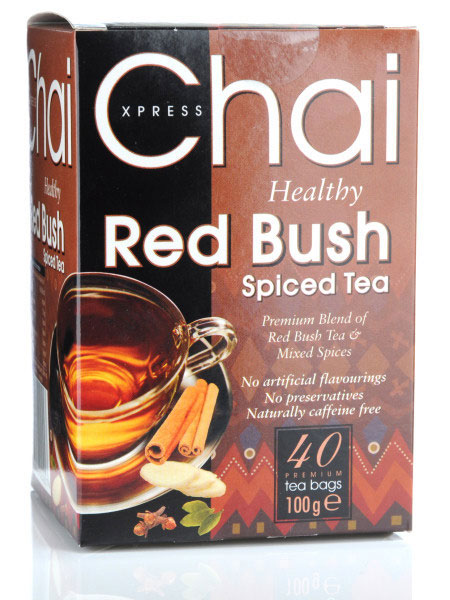 Chai
XPRESS
Healthy
Red Bush
Spiced Tea
Premium Blend of
Red Bush Tea &
Mixed Spices
No artificial flavourings
No preservatives
Naturally caffeine free
40
PREMIUM
tea bags
100g ℮
Chai
Healthy
ed Bush
Spiced Tea